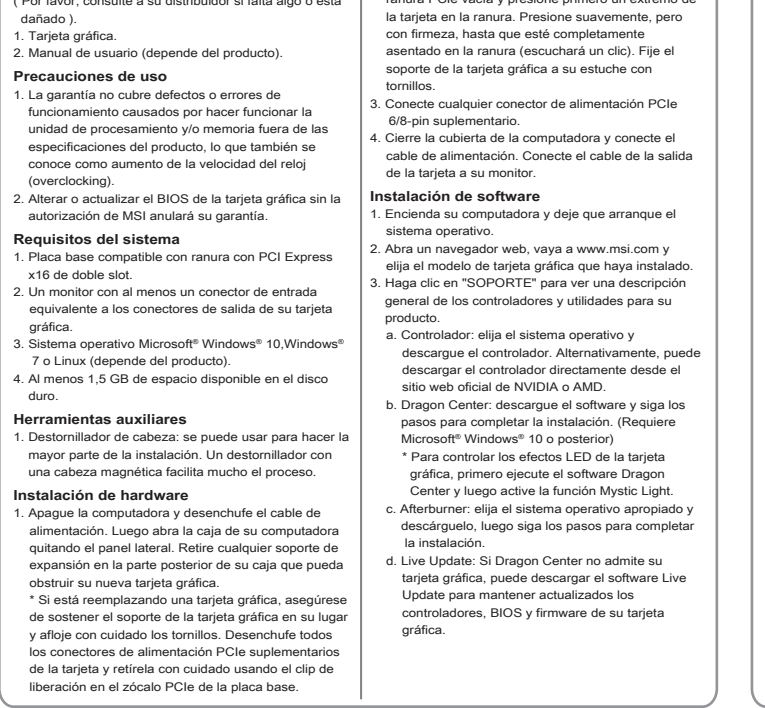 ( Por favor, consulte a su distribuidor si falta algo o está
dañado ).
1. Tarjeta gráfica.
2. Manual de usuario (depende del producto).
Precauciones de uso
1. La garantía no cubre defectos o errores de
funcionamiento causados por hacer funcionar la
unidad de procesamiento y/o memoria fuera de las
especificaciones del producto, lo que también se
conoce como aumento de la velocidad del reloj
(overclocking).
2. Alterar o actualizar el BIOS de la tarjeta gráfica sin la
autorización de MSI anulará su garantía.
Requisitos del sistema
1. Placa base compatible con ranura con PCI Express
x16 de doble slot.
2. Un monitor con al menos un conector de entrada
equivalente a los conectores de salida de su tarjeta
gráfica.
3. Sistema operativo Microsoft® Windows® 10,Windows®
7 o Linux (depende del producto).
4. Al menos 1,5 GB de espacio disponible en el disco
duro.
Herramientas auxiliares
1. Destornillador de cabeza: se puede usar para hacer la
mayor parte de la instalación. Un destornillador con
una cabeza magnética facilita mucho el proceso.
Instalación de hardware
1. Apague la computadora y desenchufe el cable de
alimentación. Luego abra la caja de su computadora
quitando el panel lateral. Retire cualquier soporte de
expansión en la parte posterior de su caja que pueda
obstruir su nueva tarjeta gráfica.
* Si está reemplazando una tarjeta gráfica, asegúrese
de sostener el soporte de la tarjeta gráfica en su lugar
y afloje con cuidado los tornillos. Desenchufe todos
los conectores de alimentación PCIe suplementarios
de la tarjeta y retírela con cuidado usando el clip de
liberación en el zócalo PCIe de la placa base.
ranura PCIe vacía y presione primero un extremo de
la tarjeta en la ranura. Presione suavemente, pero
con firmeza, hasta que esté completamente
asentado en la ranura (escuchará un clic). Fije el
soporte de la tarjeta gráfica a su estuche con
tornillos.
3. Conecte cualquier conector de alimentación PCIe
6/8-pin suplementario.
4. Cierre la cubierta de la computadora y conecte el
cable de alimentación. Conecte el cable de la salida
de la tarjeta a su monitor.
Instalación de software
1. Encienda su computadora y deje que arranque el
sistema operativo.
2. Abra un navegador web, vaya a www.msi.com y
elija el modelo de tarjeta gráfica que haya instalado.
3. Haga clic en "SOPORTE" para ver una descripción
general de los controladores y utilidades para su
producto.
a. Controlador: elija el sistema operativo y
descargue el controlador. Alternativamente, puede
descargar el controlador directamente desde el
sitio web oficial de NVIDIA o AMD.
b. Dragon Center: descargue el software y siga los
pasos para completar la instalación. (Requiere
Microsoft® Windows® 10 o posterior)
* Para controlar los efectos LED de la tarjeta
gráfica, primero ejecute el software Dragon
Center y luego active la función Mystic Light.
c. Afterburner: elija el sistema operativo apropiado y
descárguelo, luego siga los pasos para completar
la instalación.
d. Live Update: Si Dragon Center no admite su
tarjeta gráfica, puede descargar el software Live
Update para mantener actualizados los
controladores, BIOS y firmware de su tarjeta
gráfica.